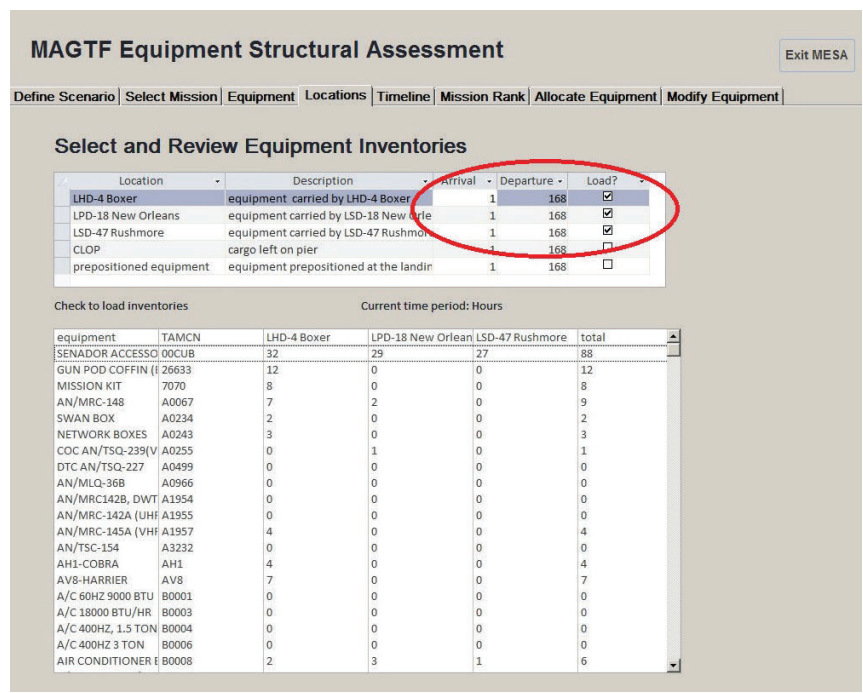 MAGTF Equipment Structural Assessment
Exit MESA
Define Scenario Select Mission Equipment Locations Timeline Mission Rank Allocate Equipment Modify Equipment
Select and Review Equipment Inventories
Location Description Arrival Departure Load?
LHD-4 Boxer equipment carried by LHD-4 Boxer 1 168
LPD-18 New Orleans equipment carried by LSD-18 New Orle 1 168
LSD-47 Rushmore equipment carried by LSD-47 Rushmor 1 168
CLOP cargo left on pier 1 168
prepositioned equipment equipment prepositioned at the landin 1 168
Check to load inventories Current time period: Hours
equipment TAMCN LHD-4 Boxer LPD-18 New Orlean LSD-47 Rushmore total
SENADOR ACCESSO 00CUB 32 29 27 88
GUN POD COFFIN ( 26633 12 0 0 12
MISSION KIT 7070 8 0 0 8
AN/MRC-148 A0067 7 2 0 9
SWAN BOX A0234 2 0 0 2
NETWORK BOXES A0243 3 0 0 3
COC AN/TSQ-239(V A0255 0 1 0 1
DTC AN/TSQ-227 A0499 0 0 0 0
AN/MLQ-36B A0966 0 0 0 0
AN/MRC142B, DWT A1954 0 0 0 0
AN/MRC-142A (UHF A1955 0 0 0 0
AN/MRC-145A (VHF A1957 4 0 0 4
AN/TSC-154 A3232 0 0 0 0
AH1-COBRA AH1 4 0 0 4
AV8-HARRIER AV8 7 0 0 7
A/C 60HZ 9000 BTU B0001 0 0 0 0
A/C 18000 BTU/HR B0003 0 0 0 0
A/C 400HZ, 1.5 TON B0004 0 0 0 0
A/C 400HZ 3 TON B0006 0 0 0 0
AIR CONDITIONER E B0008 2 3 1 6